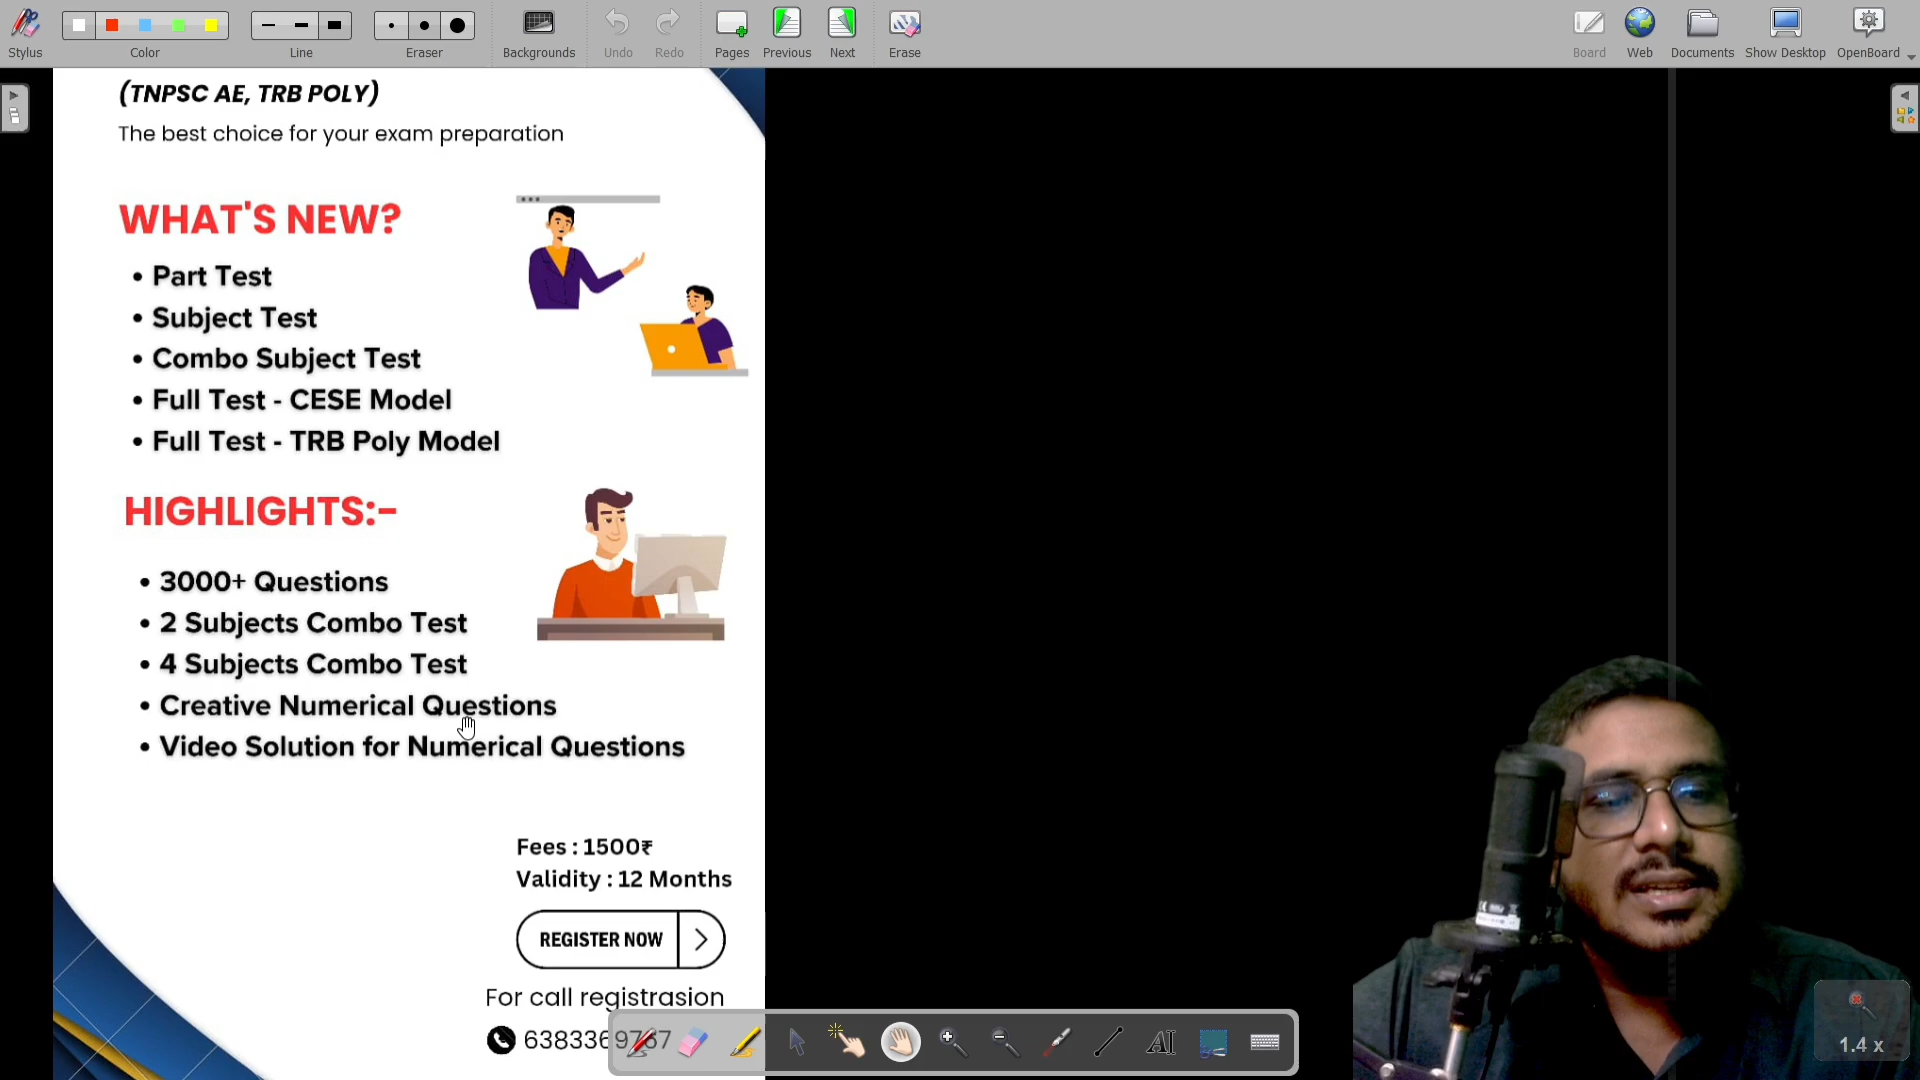 Stylus
Color
Line
Eraser
Backgrounds
Undo
Redo
Pages
Previous
Next
Erase
Board
Web
Documents
Show Desktop
OpenBoard
(TNPSC AE, TRB POLY)
The best choice for your exam preparation
WHAT'S NEW?
• Part Test
• Subject Test
• Combo Subject Test
• Full Test - CESE Model
• Full Test - TRB Poly Model
HIGHLIGHTS:-
• 3000+ Questions
• 2 Subjects Combo Test
• 4 Subjects Combo Test
• Creative Numerical Questions
• Video Solution for Numerical Questions
Fees : 1500₹
Validity : 12 Months
REGISTER NOW
For call registrasion
AI
1.4 x